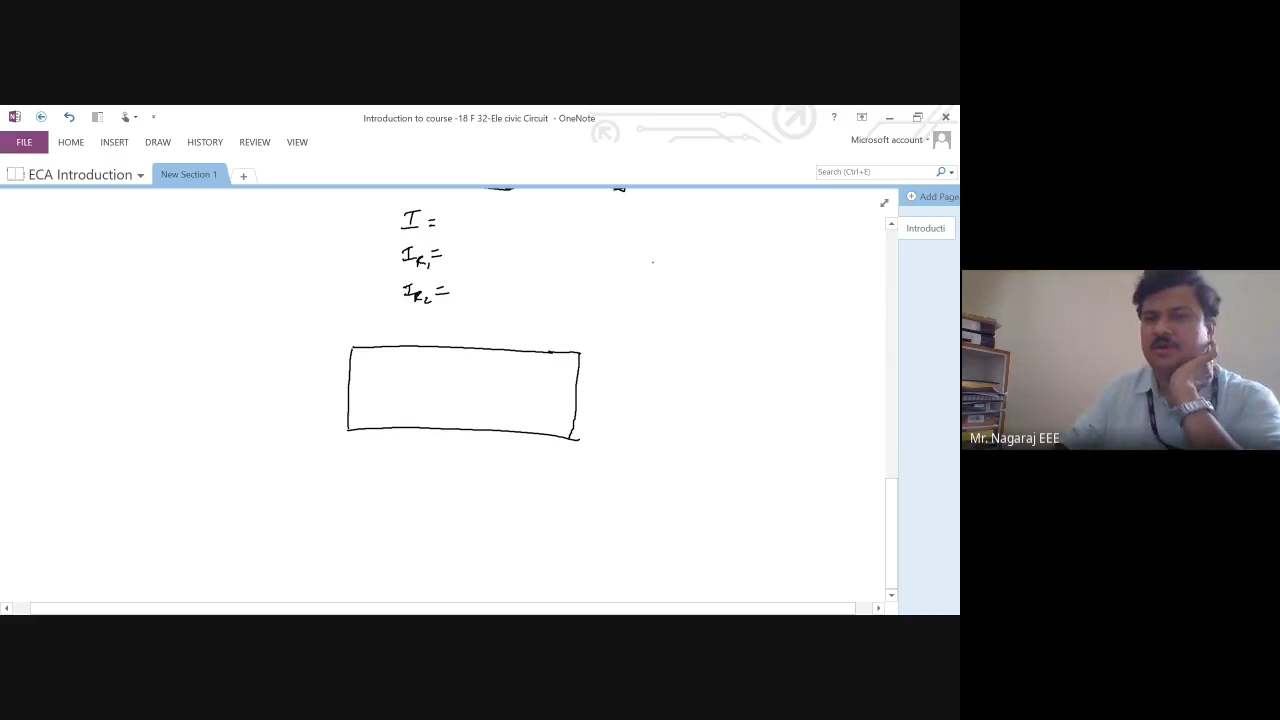 Introduction to course -18 F 32-Ele civic Circuit - OneNote
?
FILE HOME INSERT DRAW HISTORY REVIEW VIEW
Microsoft account
ECA Introduction
New Section 1
Search (Ctrl+E)
Add Page
Introducti
I =
IR1 =
IR2 =
Mr. Nagaraj EEE